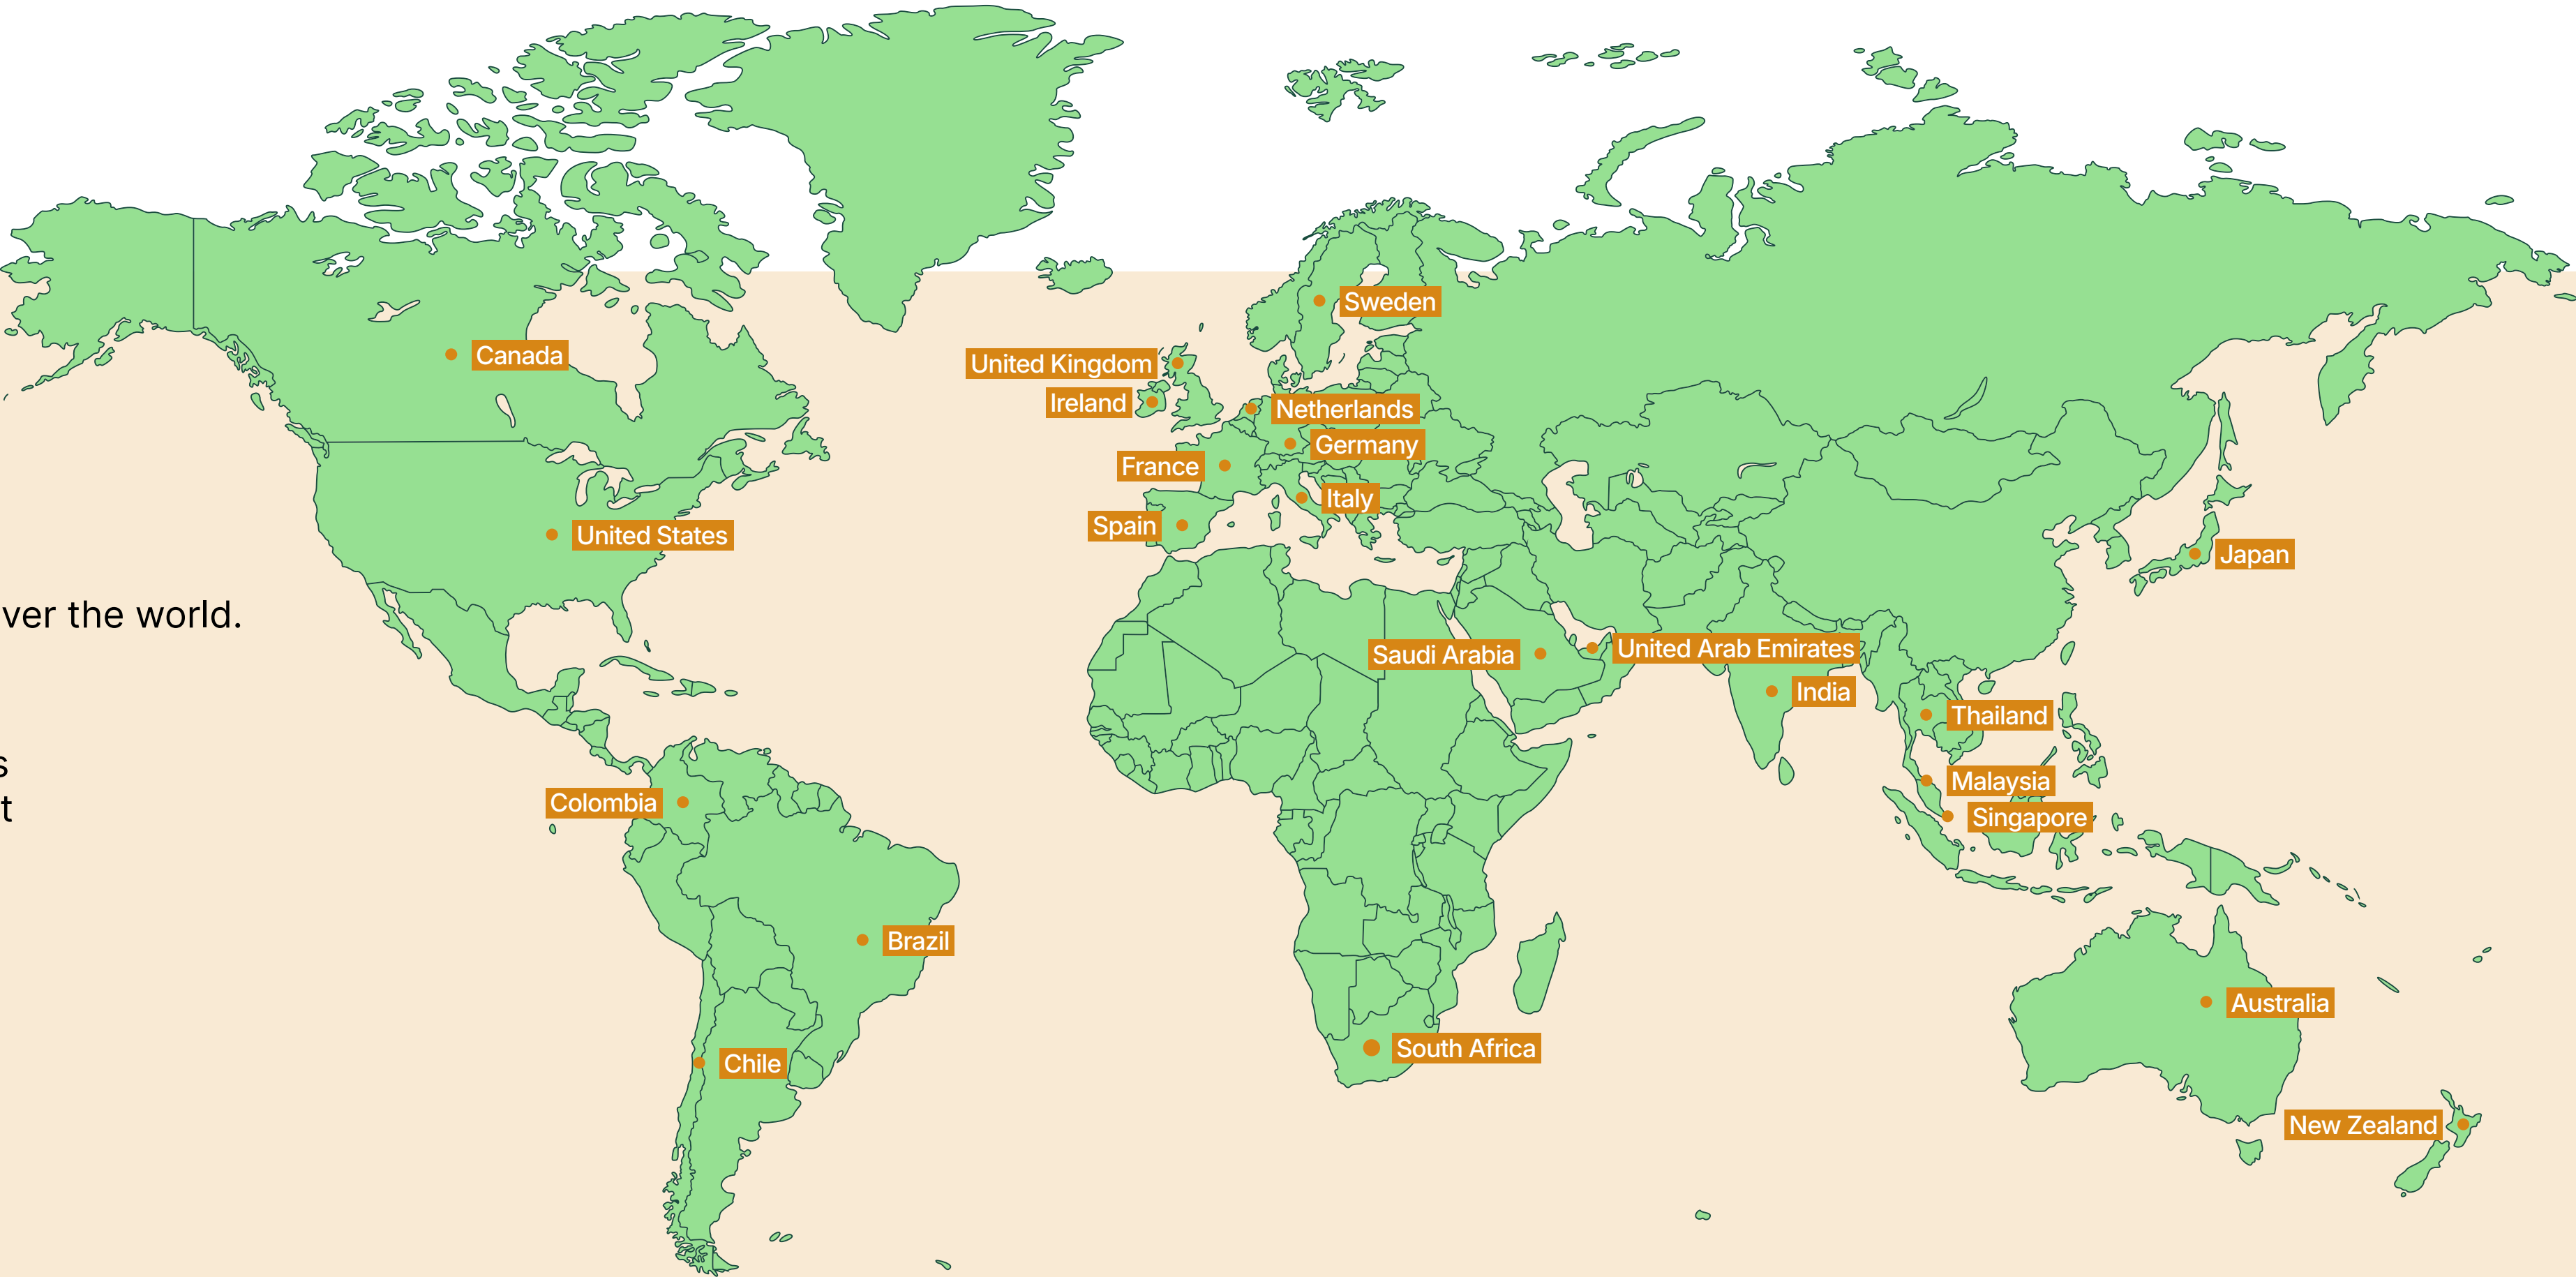 Sweden
Canada
United Kingdom
Ireland
Netherlands
Germany
France
Italy
Spain
United States
Japan
ver the world.
Saudi Arabia
United Arab Emirates
India
Thailand
s
Malaysia
Colombia
t
Singapore
Brazil
Australia
South Africa
Chile
New Zealand